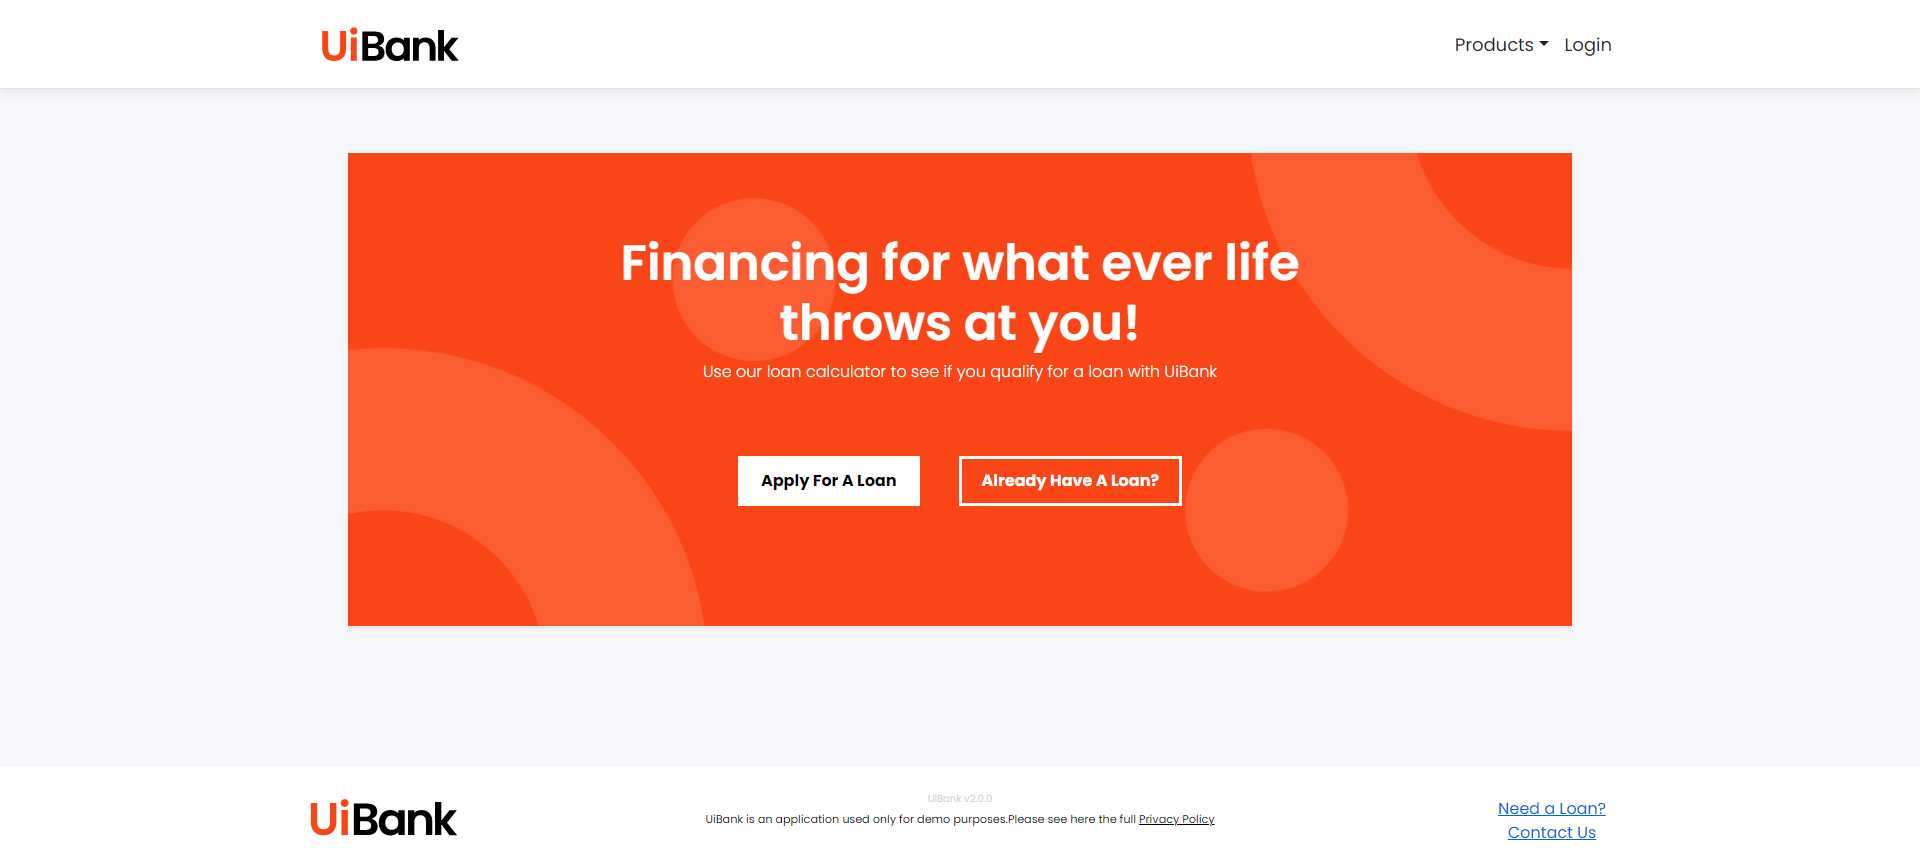 UiBank
Products
Login
Financing for what ever life
throws at you!
Use our loan calculator to see if you qualify for a loan with UiBank
Apply For A Loan
Already Have A Loan?
UiBank
UiBank v2.0.0
UiBank is an application used only for demo purposes.Please see here the full Privacy Policy
Need a Loan?
Contact Us